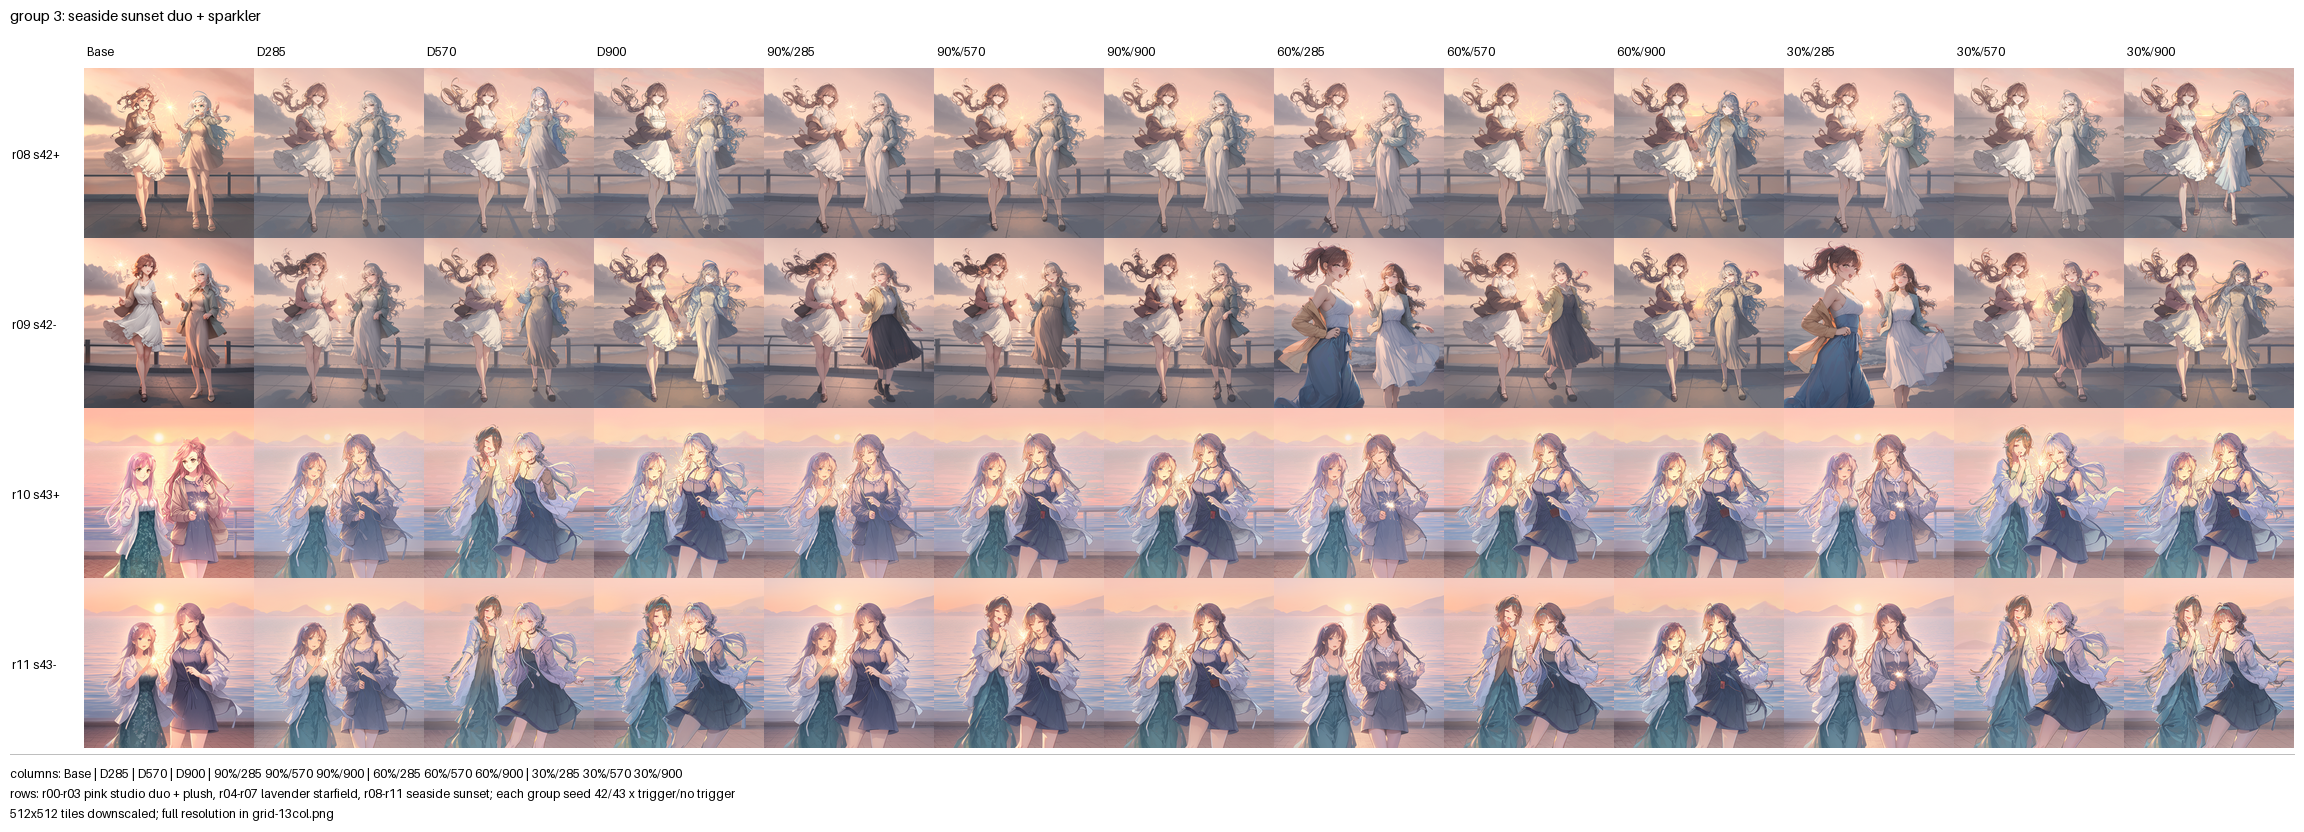 group 3: seaside sunset duo + sparkler
Base D285 D570 D900 90%/285 90%/570 90%/900 60%/285 60%/570 60%/900 30%/285 30%/570 30%/900
r08 s42+
r09 s42-
r10 s43+
r11 s43-
columns: Base | D285 | D570 | D900 | 90%/285 90%/570 90%/900 | 60%/285 60%/570 60%/900 | 30%/285 30%/570 30%/900
rows: r00-r03 pink studio duo + plush, r04-r07 lavender starfield, r08-r11 seaside sunset; each group seed 42/43 x trigger/no trigger
512x512 tiles downscaled; full resolution in grid-13col.png